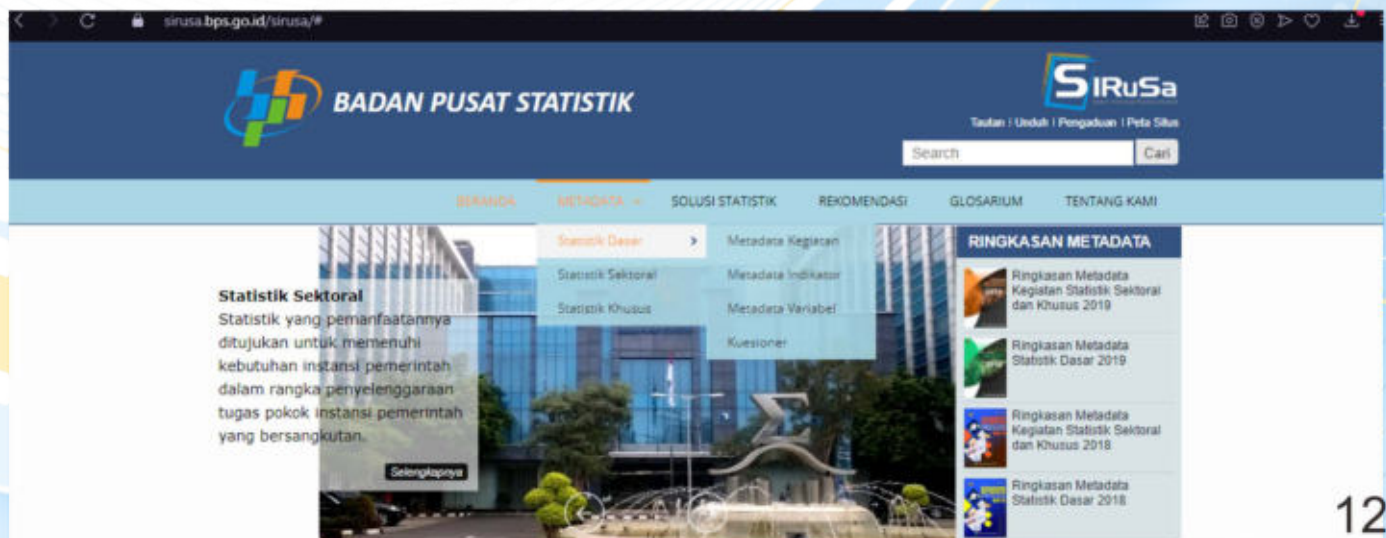 sirusa.bps.go.id/sirusa/#
BADAN PUSAT STATISTIK
SIRuSa
Tautan | Unduh | Pengaduan | Peta Situs
Search
Cari
BERANDA
METADATA
SOLUSI STATISTIK
REKOMENDASI
GLOSARIUM
TENTANG KAMI
Statistik Dasar
Statistik Sektoral
Statistik Khusus
Metadata Kegiatan
Metadata Indikator
Metadata Variabel
Kuesioner
Statistik Sektoral
Statistik yang pemanfaatannya
ditujukan untuk memenuhi
kebutuhan instansi pemerintah
dalam rangka penyelenggaraan
tugas pokok instansi pemerintah
yang bersangkutan.
Selengkapnya
RINGKASAN METADATA
Ringkasan Metadata
Kegiatan Statistik Sektoral
dan Khusus 2019
Ringkasan Metadata
Statistik Dasar 2019
Ringkasan Metadata
Kegiatan Statistik Sektoral
dan Khusus 2018
Ringkasan Metadata
Statistik Dasar 2018
12